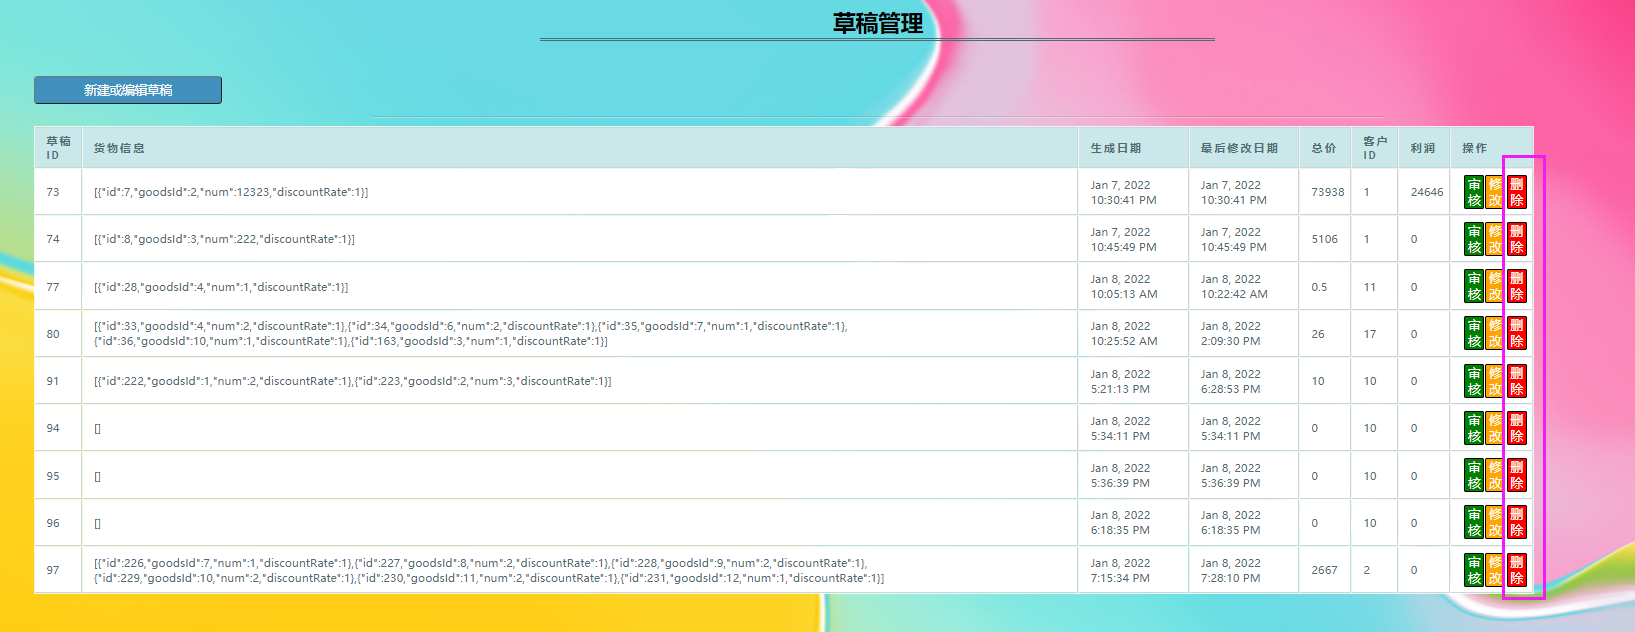 草稿管理
新建或编辑草稿
草稿ID 货物信息 生成日期 最后修改日期 总价 客户ID 利润 操作
73 [{"id":7,"goodsId":2,"num":12323,"discountRate":1}] Jan 7, 2022 10:30:41 PM Jan 7, 2022 10:30:41 PM 73938 1 24646 审核 修改 删除
74 [{"id":8,"goodsId":3,"num":222,"discountRate":1}] Jan 7, 2022 10:45:49 PM Jan 7, 2022 10:45:49 PM 5106 1 0 审核 修改 删除
77 [{"id":28,"goodsId":4,"num":1,"discountRate":1}] Jan 8, 2022 10:05:13 AM Jan 8, 2022 10:22:42 AM 0.5 11 0 审核 修改 删除
80 [{"id":33,"goodsId":4,"num":2,"discountRate":1},{"id":34,"goodsId":6,"num":2,"discountRate":1},{"id":35,"goodsId":7,"num":1,"discountRate":1},
{"id":36,"goodsId":10,"num":1,"discountRate":1},{"id":163,"goodsId":3,"num":1,"discountRate":1}] Jan 8, 2022 10:25:52 AM Jan 8, 2022 2:09:30 PM 26 17 0 审核 修改 删除
91 [{"id":222,"goodsId":1,"num":2,"discountRate":1},{"id":223,"goodsId":2,"num":3,"discountRate":1}] Jan 8, 2022 5:21:13 PM Jan 8, 2022 6:28:53 PM 10 10 0 审核 修改 删除
94 [] Jan 8, 2022 5:34:11 PM Jan 8, 2022 5:34:11 PM 0 10 0 审核 修改 删除
95 [] Jan 8, 2022 5:36:39 PM Jan 8, 2022 5:36:39 PM 0 10 0 审核 修改 删除
96 [] Jan 8, 2022 6:18:35 PM Jan 8, 2022 6:18:35 PM 0 10 0 审核 修改 删除
97 [{"id":226,"goodsId":7,"num":1,"discountRate":1},{"id":227,"goodsId":8,"num":2,"discountRate":1},{"id":228,"goodsId":9,"num":2,"discountRate":1},
{"id":229,"goodsId":10,"num":2,"discountRate":1},{"id":230,"goodsId":11,"num":2,"discountRate":1},{"id":231,"goodsId":12,"num":1,"discountRate":1}] Jan 8, 2022 7:15:34 PM Jan 8, 2022 7:28:10 PM 2667 2 0 审核 修改 删除